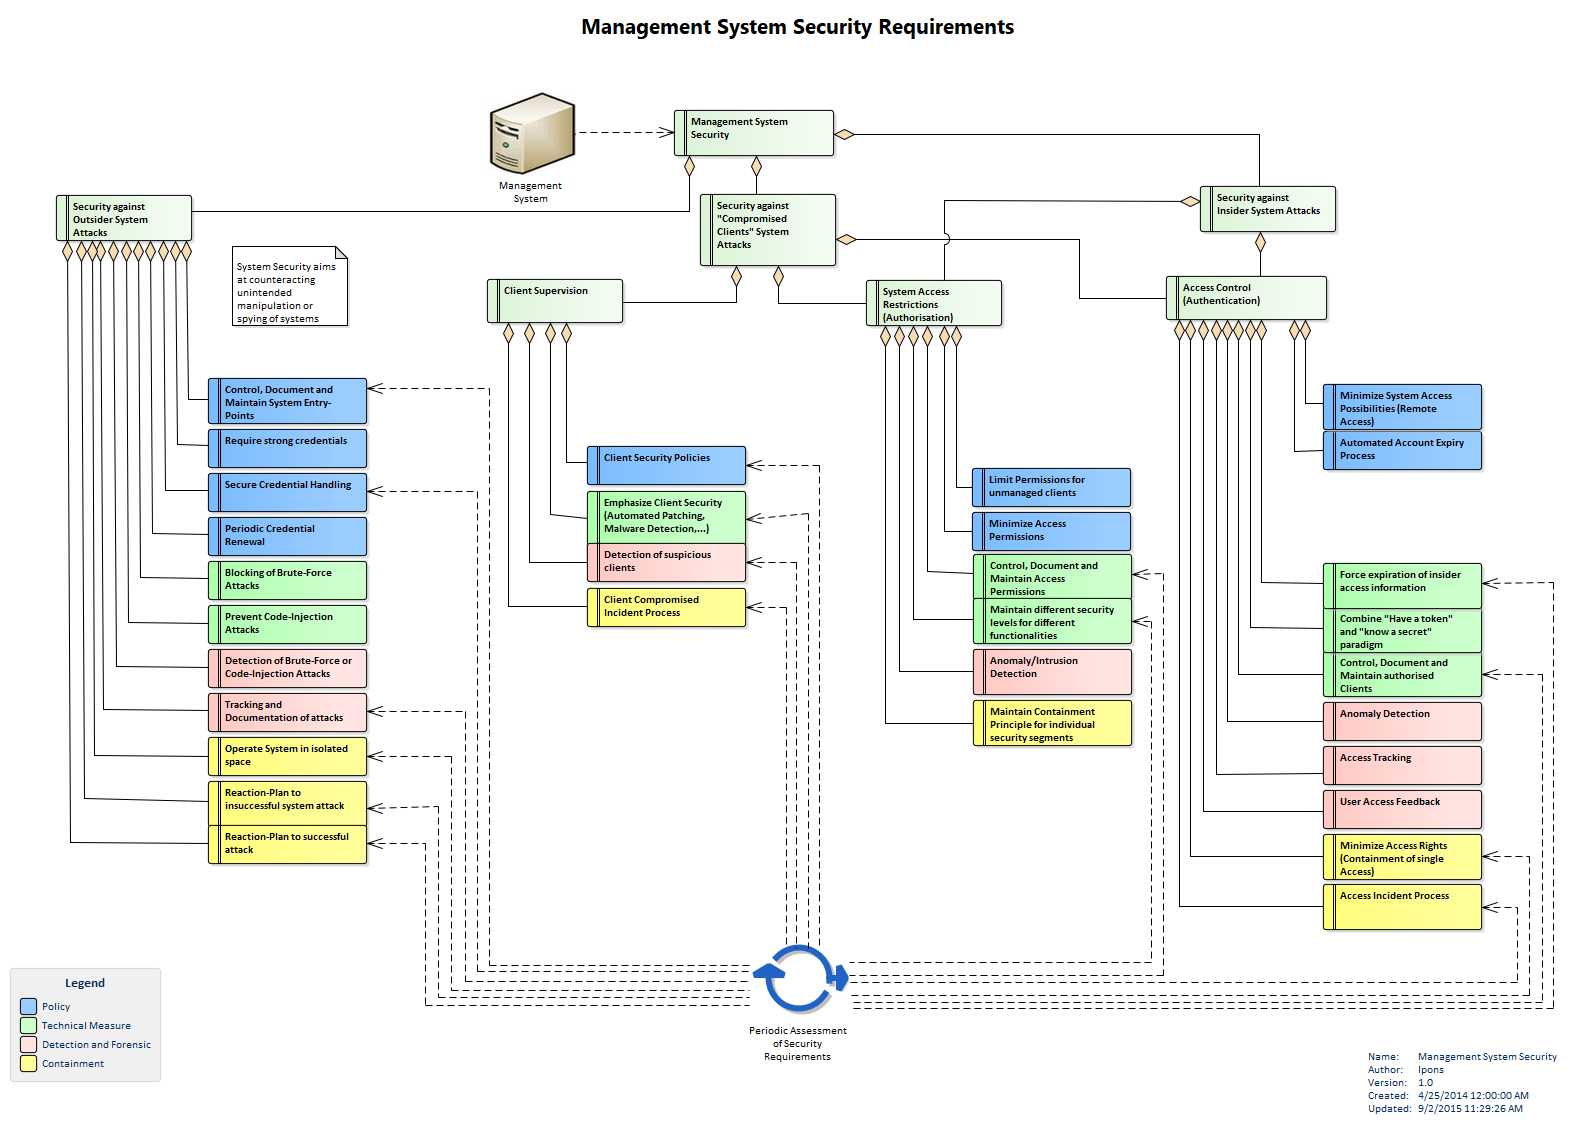 Management System Security Requirements
Management System
Security
Management
System
Security against
Outsider System
Attacks
Security against
"Compromised
Clients" System
Attacks
Security against
Insider System Attacks
System Security aims
at counteracting
unintended
manipulation or
spying of systems
Client Supervision
System Access
Restrictions
(Authorisation)
Access Control
(Authentication)
Control, Document and
Maintain System Entry-
Points
Require strong credentials
Secure Credential Handling
Periodic Credential
Renewal
Blocking of Brute-Force
Attacks
Prevent Code-Injection
Attacks
Detection of Brute-Force or
Code-Injection Attacks
Tracking and
Documentation of attacks
Operate System in isolated
space
Reaction-Plan to
insuccessful system attack
Reaction-Plan to successful
attack
Client Security Policies
Emphasize Client Security
(Automated Patching,
Malware Detection,...)
Detection of suspicious
clients
Client Compromised
Incident Process
Limit Permissions for
unmanaged clients
Minimize Access
Permissions
Control, Document and
Maintain Access
Permissions
Maintain different security
levels for different
functionalities
Anomaly/Intrusion
Detection
Maintain Containment
Principle for individual
security segments
Minimize System Access
Possibilities (Remote
Access)
Automated Account Expiry
Process
Force expiration of insider
access information
Combine "Have a token"
and "know a secret"
paradigm
Control, Document and
Maintain authorised
Clients
Anomaly Detection
Access Tracking
User Access Feedback
Minimize Access Rights
(Containment of single
Access)
Access Incident Process
Periodic Assessment
of Security
Requirements
Legend
Policy
Technical Measure
Detection and Forensic
Containment
Name: Management System Security
Author: lpons
Version: 1.0
Created: 4/25/2014 12:00:00 AM
Updated: 9/2/2015 11:29:26 AM